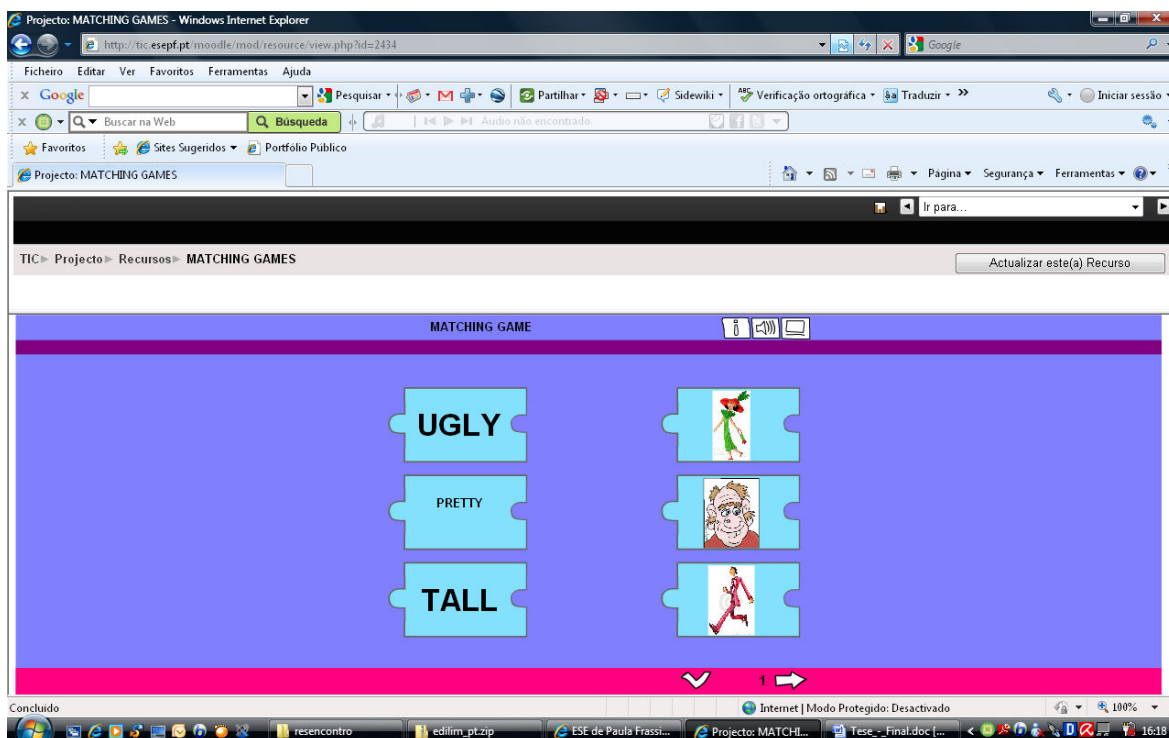 Projecto: MATCHING GAMES - Windows Internet Explorer
http://tic.esepf.pt/moodle/mod/resource/view.php?id=2434 Google
Ficheiro Editar Ver Favoritos Ferramentas Ajuda
x Google Pesquisar Partilhar Sidewiki Verificação ortográfica Traduzir Iniciar sessão
x Buscar na Web Búsqueda Audio não encontrado.
Favoritos Sites Sugeridos Portfólio Público
Projecto: MATCHING GAMES Página Segurança Ferramentas
Ir para...
TIC Projecto Recursos MATCHING GAMES Actualizar este(a) Recurso
MATCHING GAME
UGLY
PRETTY
TALL
1
Concluído Internet | Modo Protegido: Desactivado 100%
resencontro edilim_pt.zip ESE de Paula Frassi... Projecto: MATCHI... Tese_-_Final.doc [... 16:18